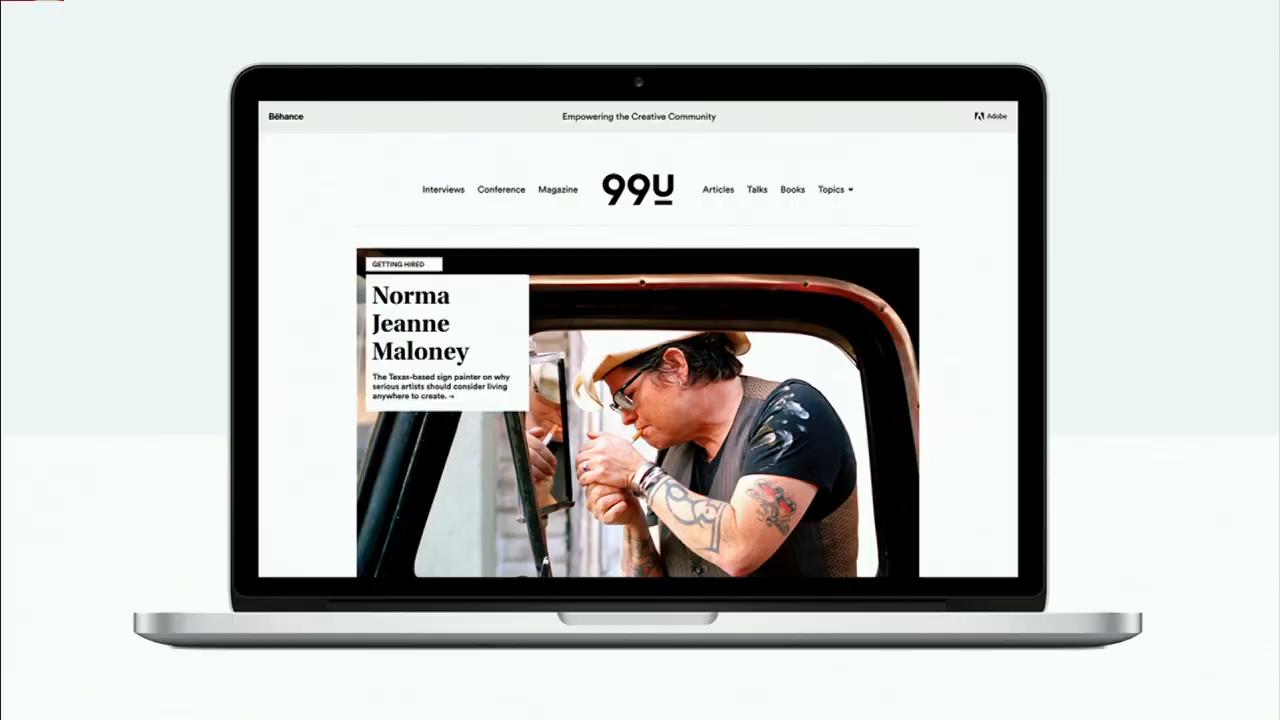 Bēhance
Empowering the Creative Community
Adobe
Interviews
Conference
Magazine
99U
Articles
Talks
Books
Topics
GETTING HIRED
Norma
Jeanne
Maloney
The Texas-based sign painter on why
serious artists should consider living
anywhere to create. →